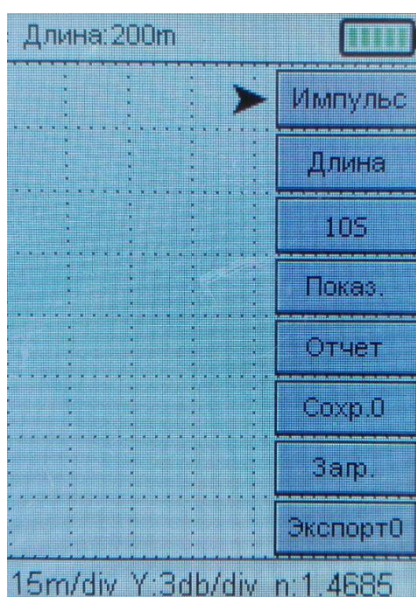 Длина:200m
Импульс
Длина
10S
Показ.
Отчет
Сохр.0
Загр.
Экспорт0
15m/div Y:3db/div n:1.4685